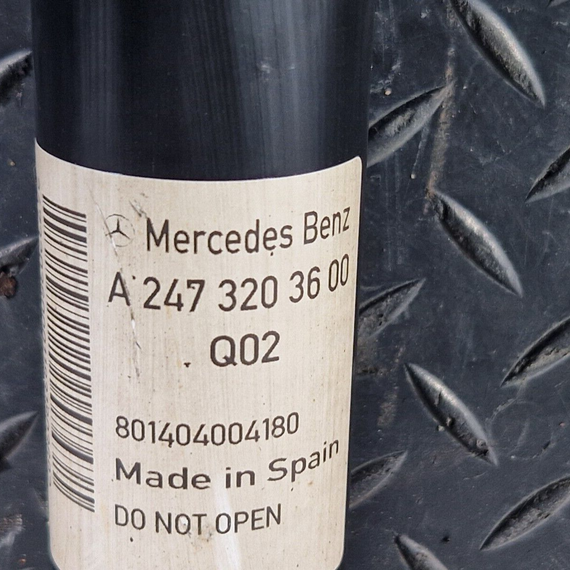 Mercedes Benz
A 247 320 36 00
Q02
801404004180
Made in Spain
DO NOT OPEN